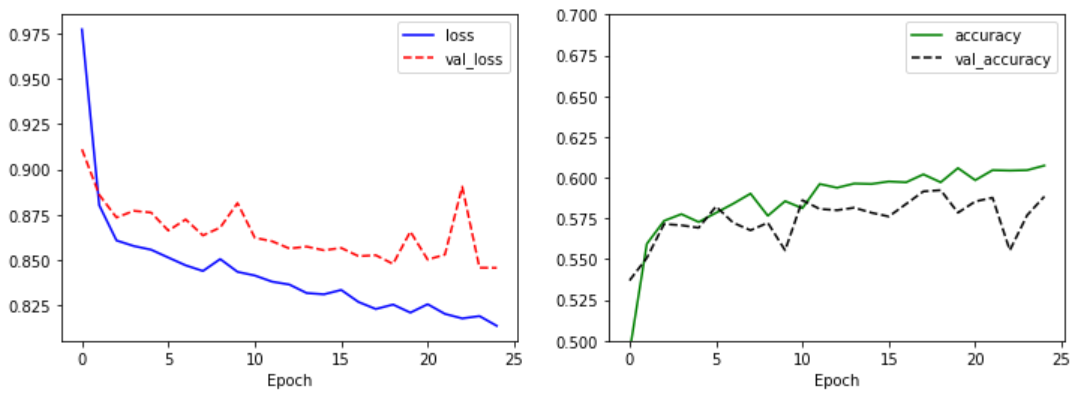 0.975
0.950
0.925
0.900
0.875
0.850
0.825
loss
val_loss
0 5 10 15 20 25
Epoch
0.700
0.675
0.650
0.625
0.600
0.575
0.550
0.525
0.500
accuracy
val_accuracy
0 5 10 15 20 25
Epoch